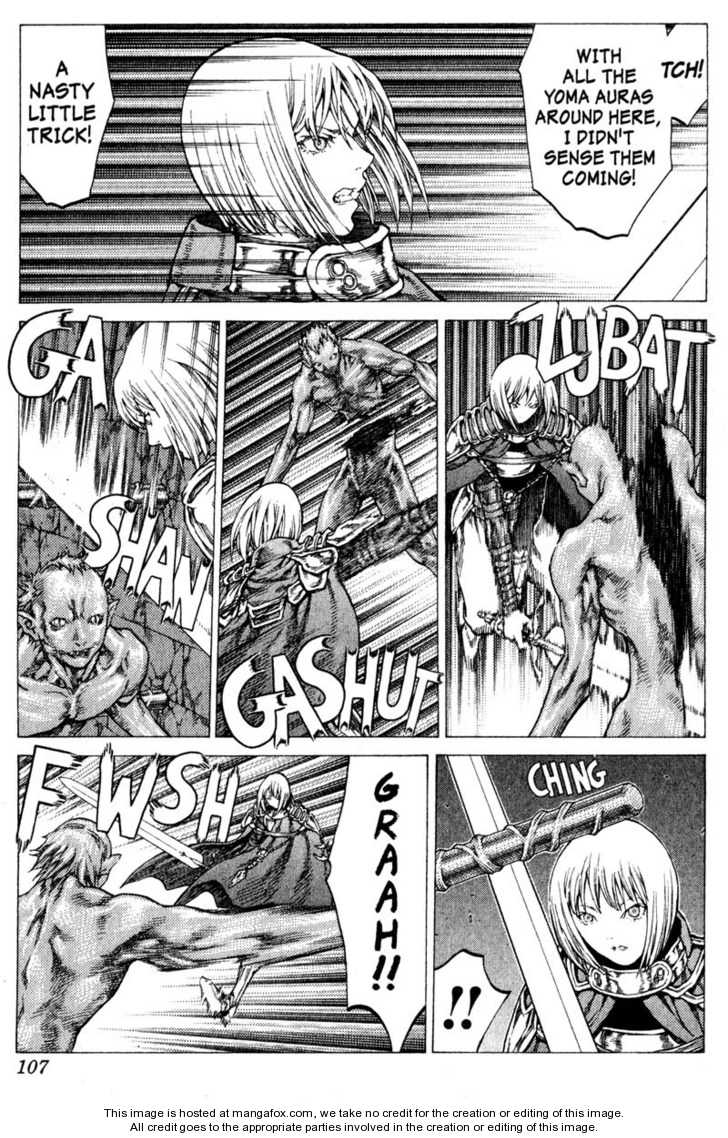 TCH!
WITH
ALL THE
YOMA AURAS
AROUND HERE,
I DIDN'T
SENSE THEM
COMING!
A
NASTY
LITTLE
TRICK!
ZUBAT
GASHUT
GA
SHAN
CHING
!!
GRAAH!!
FWSH
107
This image is hosted at mangafox.com, we take no credit for the creation or editing of this image.
All credit goes to the appropriate parties involved in the creation or editing of this image.